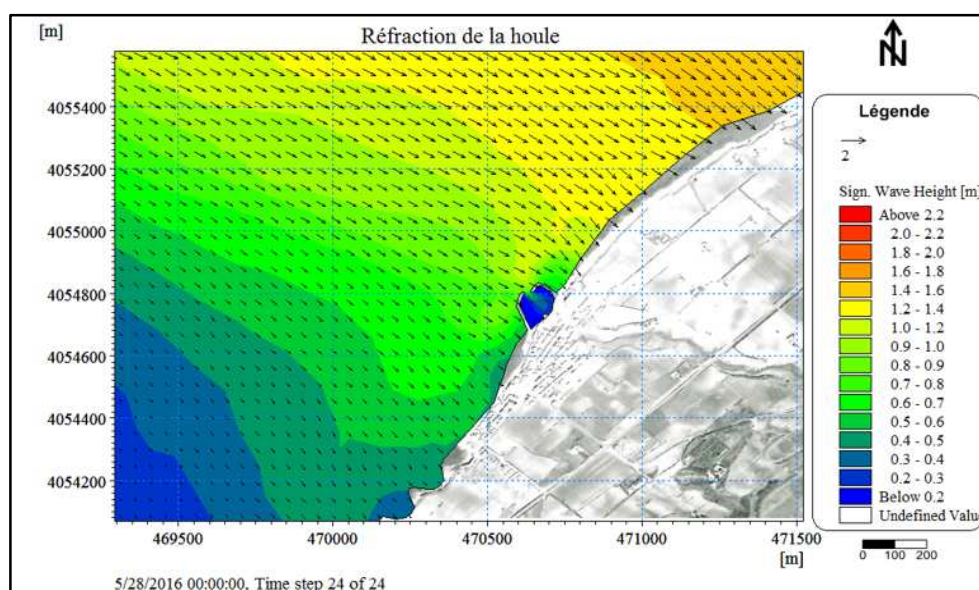 [m]
Réfraction de la houle
N
4055400
4055200
4055000
4054800
4054600
4054400
4054200
469500
470000
470500
471000
471500
[m]
5/28/2016 00:00:00, Time step 24 of 24
Légende
2
Sign. Wave Height [m]
Above 2.2
2.0 - 2.2
1.8 - 2.0
1.6 - 1.8
1.4 - 1.6
1.2 - 1.4
1.0 - 1.2
0.9 - 1.0
0.8 - 0.9
0.7 - 0.8
0.6 - 0.7
0.5 - 0.6
0.4 - 0.5
0.3 - 0.4
0.2 - 0.3
Below 0.2
Undefined Value
0 100 200